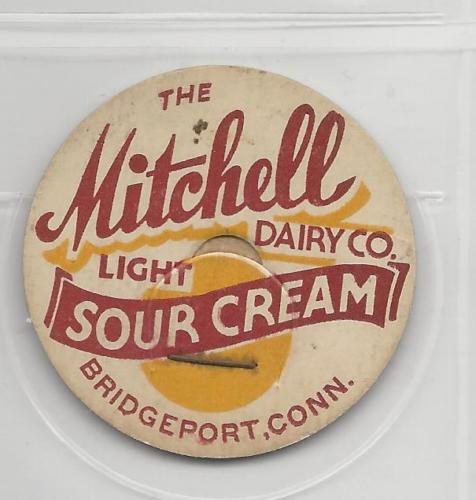 THE
Mitchell
DAIRY CO.
LIGHT
SOUR CREAM
BRIDGEPORT, CONN.